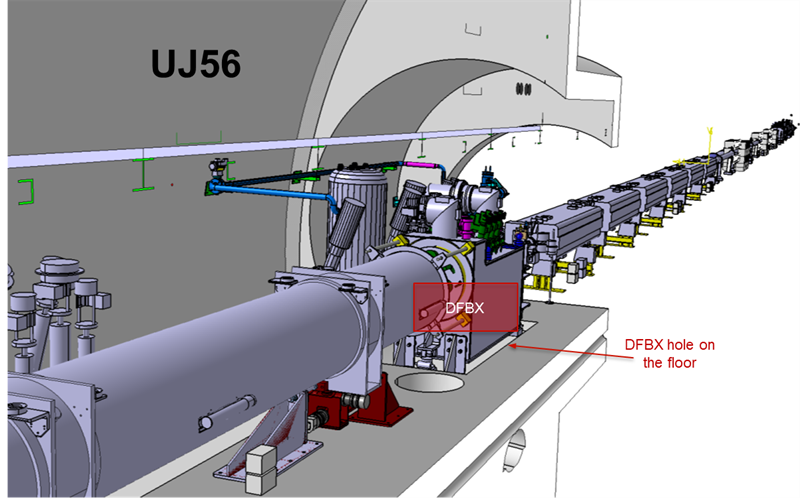 UJ56
DFBX
DFBX hole on
the floor